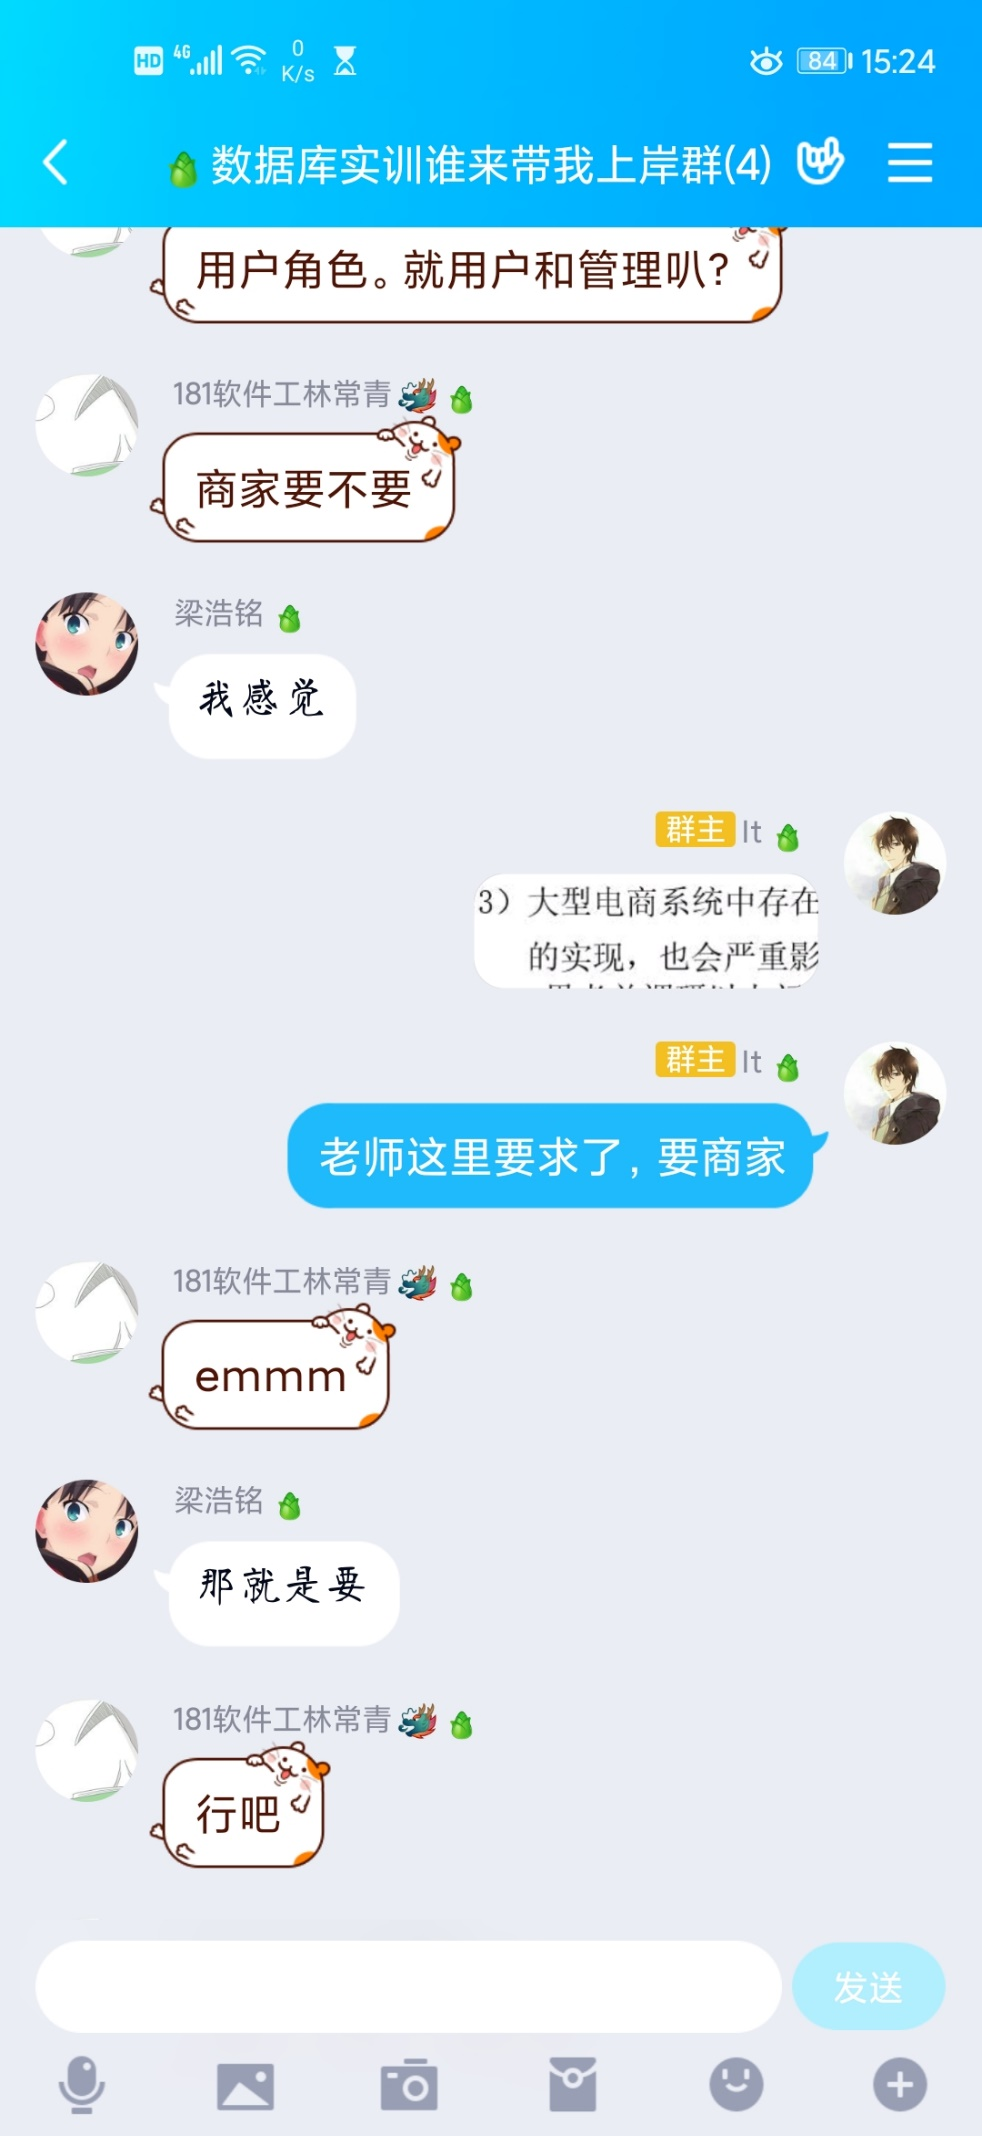 HD 4G 0 K/s 84 15:24
数据库实训谁来带我上岸群(4)
用户角色。就用户和管理叭?
181软件工林常青
商家要不要
梁浩铭
我感觉
群主 lt
3）大型电商系统中存在
的实现，也会严重影
群主 lt
老师这里要求了，要商家
181软件工林常青
emmm
梁浩铭
那就是要
181软件工林常青
行吧
发送